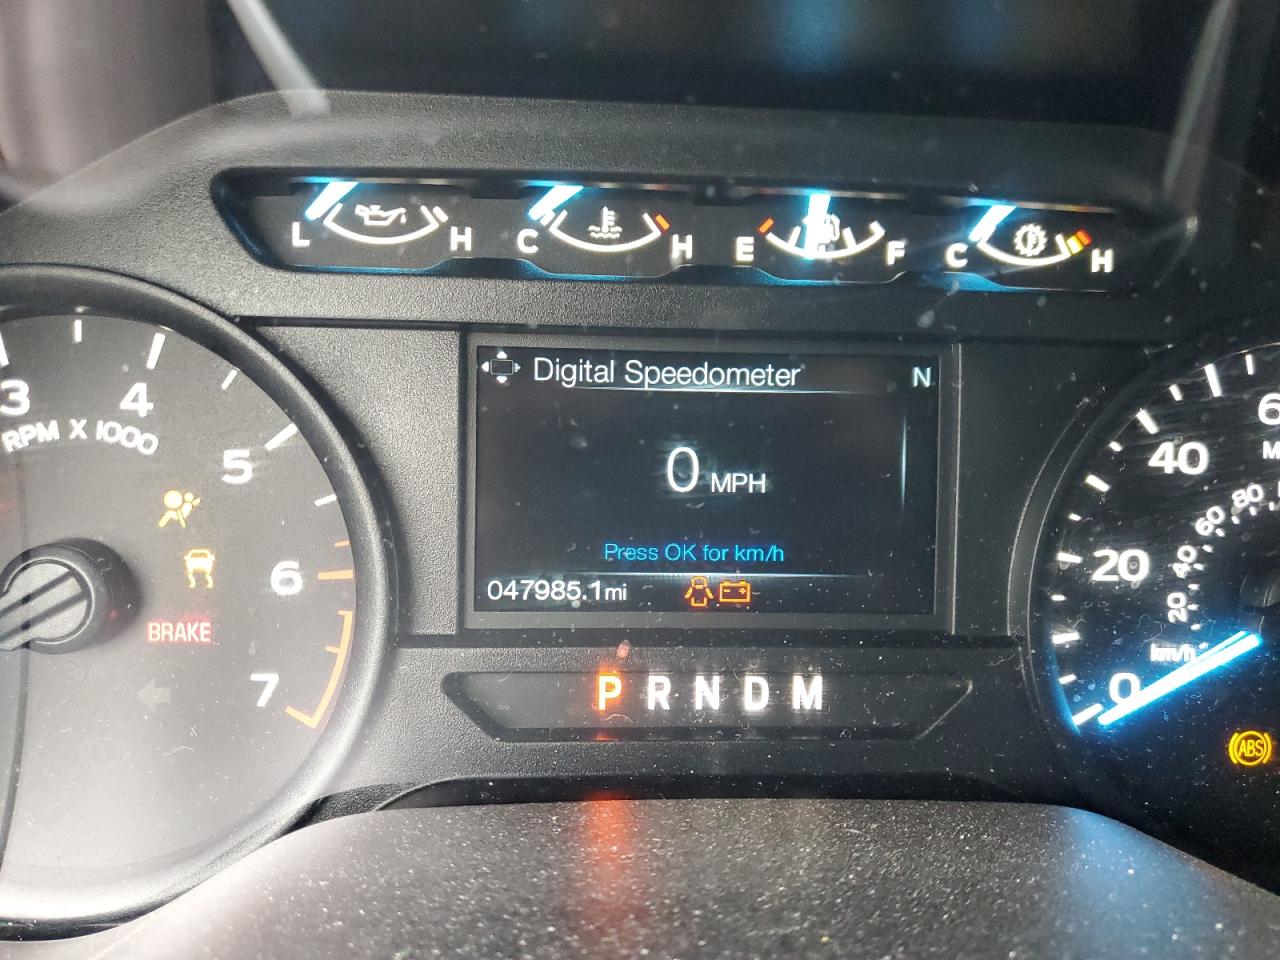 L H C H E F C H
Digital Speedometer N
0 MPH
Press OK for km/h
047985.1mi
P R N D M
3 4 5 6 7
RPM X 1000
BRAKE
0 20 40 6
20 40 60 80
km/h
ABS